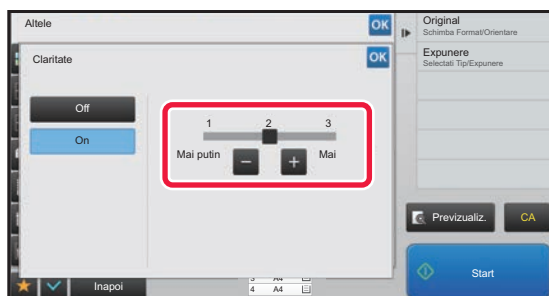 Altele
OK
Claritate
OK
Off
On
1 2 3
Mai putin
Mai
Inapoi
3 A4
4 A4
Original
Schimba Format/Orientare
Expunere
Selectati Tip/Expunere
Previzualiz.
CA
Start